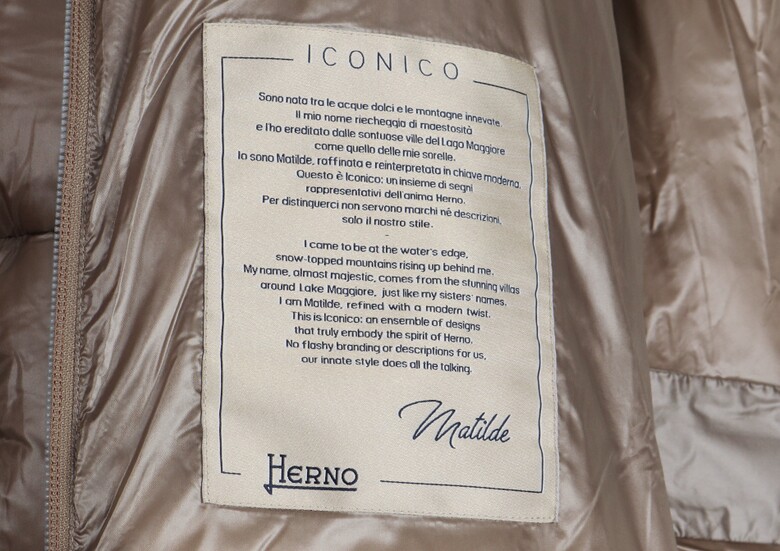 ICONICO
Sono nata tra le acque dolci e le montagne innevate.
Il mio nome riecheggia di maestosità
e l'ho ereditato dalle sontuose ville del Lago Maggiore
come quello delle mie sorelle.
Io sono Matilde, raffinata e reinterpretata in chiave moderna.
Questo è Iconico: un insieme di segni
rappresentativi dell'anima Herno.
Per distinguerci non servono marchi né descrizioni,
solo il nostro stile.
-
I came to be at the water's edge,
snow-topped mountains rising up behind me.
My name, almost majestic, comes from the stunning villas
around Lake Maggiore, just like my sisters' names.
I am Matilde, refined with a modern twist.
This is Iconico: an ensemble of designs
that truly embody the spirit of Herno.
No flashy branding or descriptions for us,
our innate style does all the talking.
Matilde
HERNO